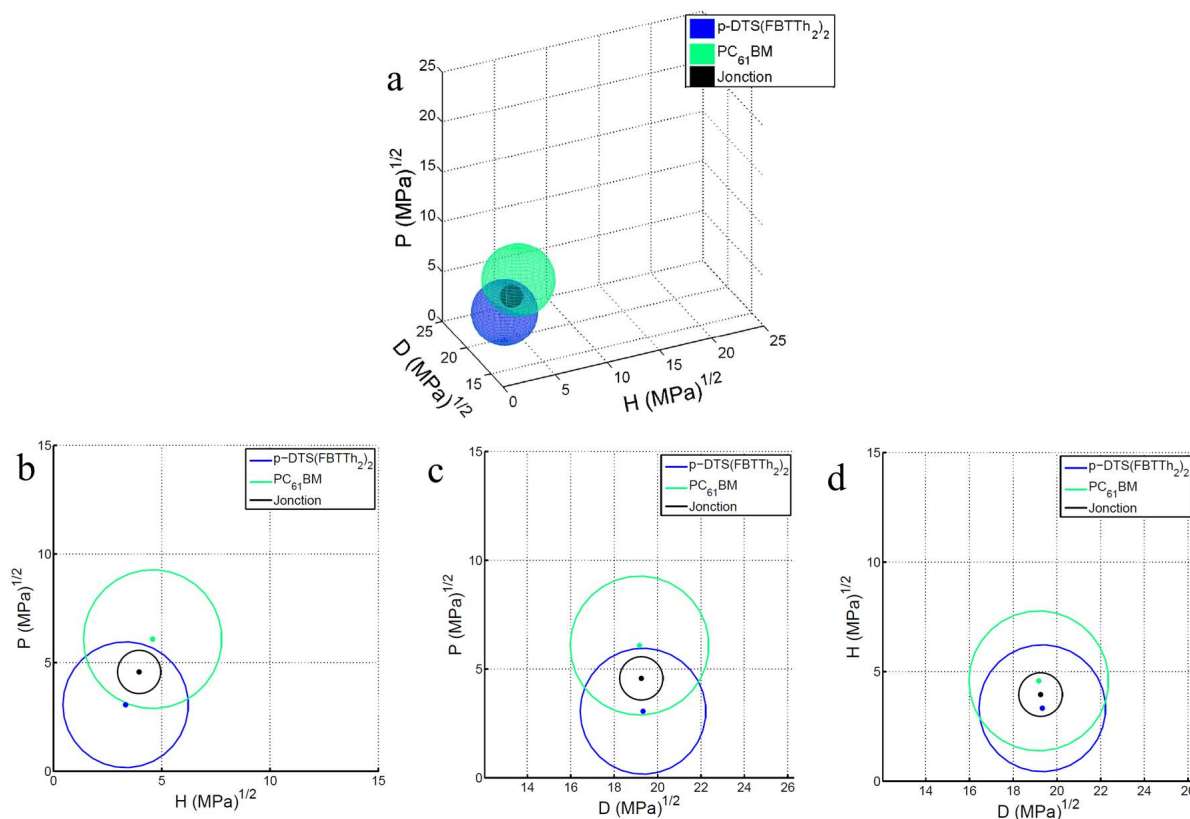 a
p-DTS(FBTTh2)2
PC61BM
Jonction
25
20
15
10
5
0
P (MPa)1/2
25
20
15
D (MPa)1/2
0
5
10
15
20
25
H (MPa)1/2
b
p-DTS(FBTTh2)2
PC61BM
Jonction
15
10
5
0
P (MPa)1/2
0 5 10 15
H (MPa)1/2
c
p-DTS(FBTTh2)2
PC61BM
Jonction
15
10
5
0
P (MPa)1/2
14 16 18 20 22 24 26
D (MPa)1/2
d
p-DTS(FBTTh2)2
PC61BM
Jonction
15
10
5
0
H (MPa)1/2
14 16 18 20 22 24 26
D (MPa)1/2